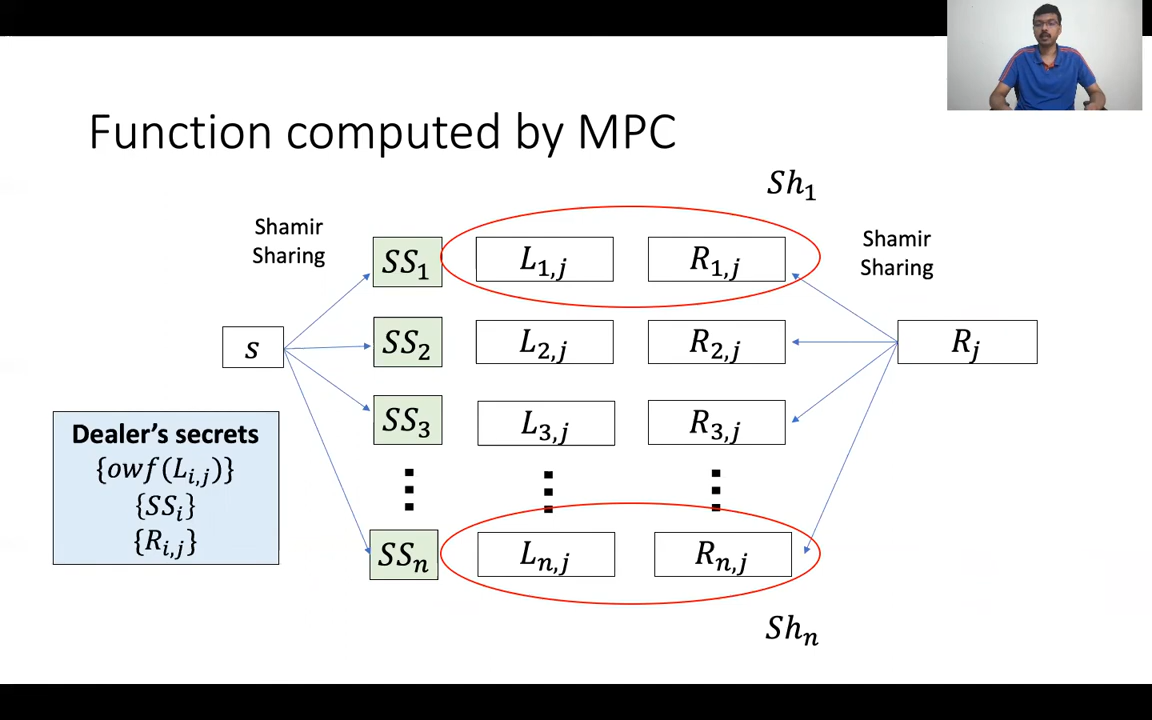 Function computed by MPC
Sh₁
Shamir
Sharing
Shamir
Sharing
SS₁ L₁,ⱼ R₁,ⱼ
s SS₂ L₂,ⱼ R₂,ⱼ Rⱼ
SS₃ L₃,ⱼ R₃,ⱼ
Dealer's secrets
{owf(Lᵢ,ⱼ)}
{SSᵢ}
{Rᵢ,ⱼ}
SSₙ Lₙ,ⱼ Rₙ,ⱼ
Shₙ